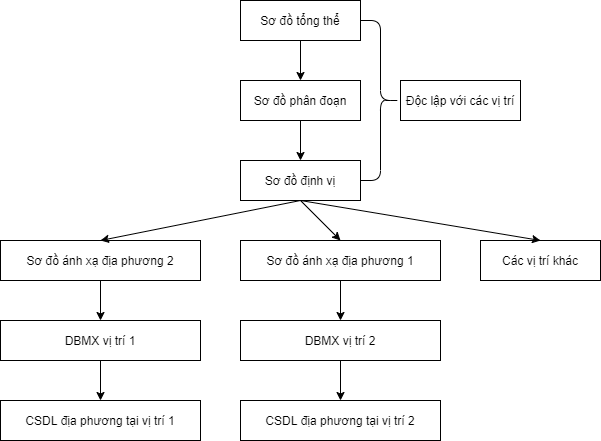 Sơ đồ tổng thể
Sơ đồ phân đoạn
Độc lập với các vị trí
Sơ đồ định vị
Sơ đồ ánh xạ địa phương 2
Sơ đồ ánh xạ địa phương 1
Các vị trí khác
DBMX vị trí 1
DBMX vị trí 2
CSDL địa phương tại vị trí 1
CSDL địa phương tại vị trí 2